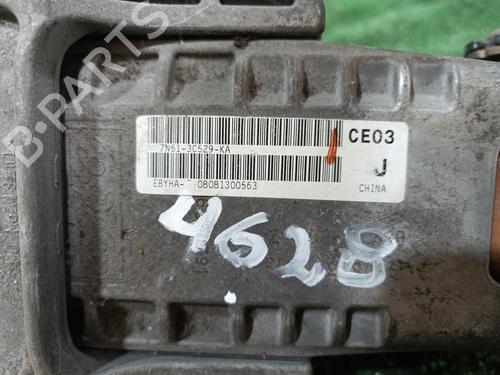 B-PARTS
7N61-3C529-KA
CE03
J
EBYHA- 08081300563
CHINA
4628